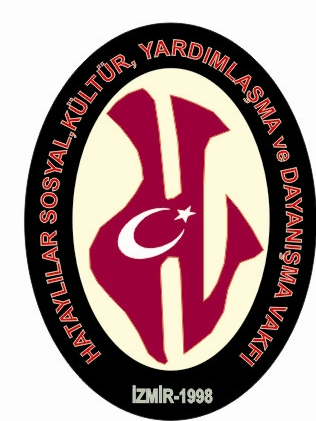 HATAYLILAR SOSYAL,KÜLTÜR, YARDIMLAŞMA ve DAYANIŞMA VAKFI
İZMİR-1998